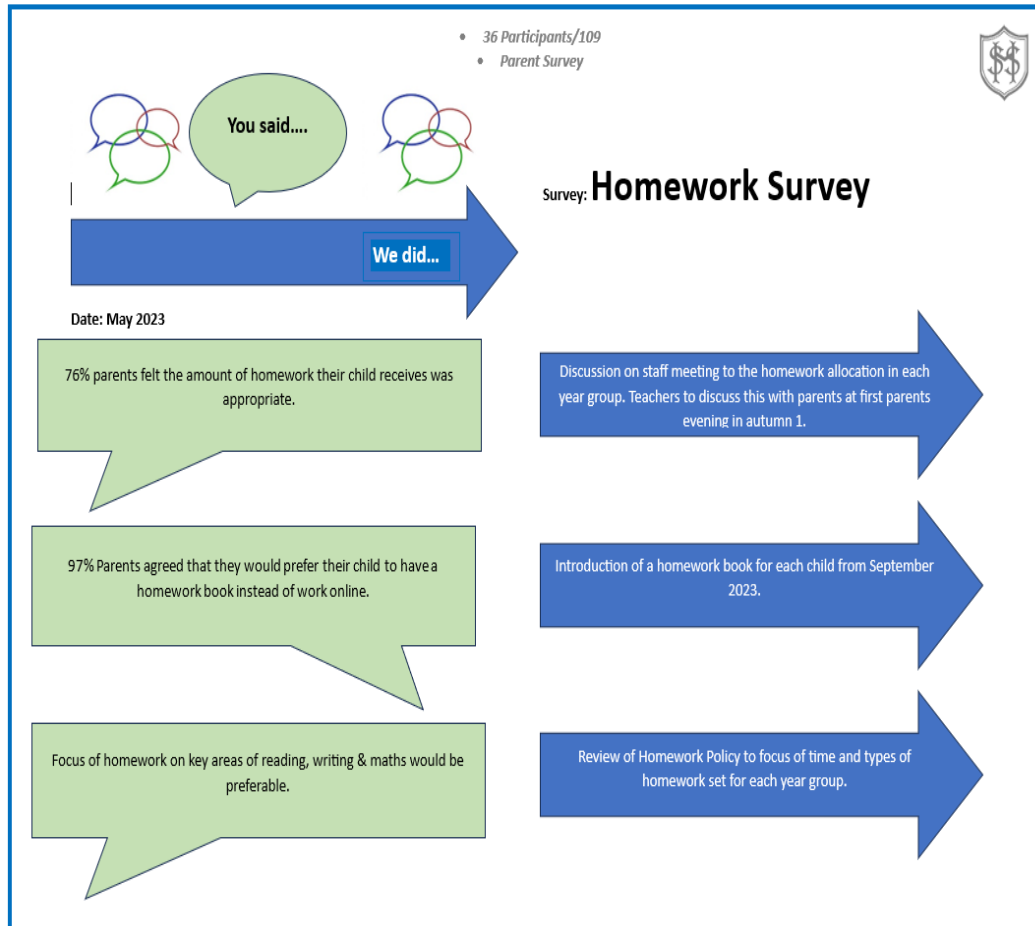 36 Participants/109
Parent Survey
You said....
Survey: Homework Survey
We did...
Date: May 2023
76% parents felt the amount of homework their child receives was
appropriate.
Discussion on staff meeting to the homework allocation in each
year group. Teachers to discuss this with parents at first parents
evening in autumn 1.
97% Parents agreed that they would prefer their child to have a
homework book instead of work online.
Introduction of a homework book for each child from September
2023.
Focus of homework on key areas of reading, writing & maths would be
preferable.
Review of Homework Policy to focus of time and types of
homework set for each year group.